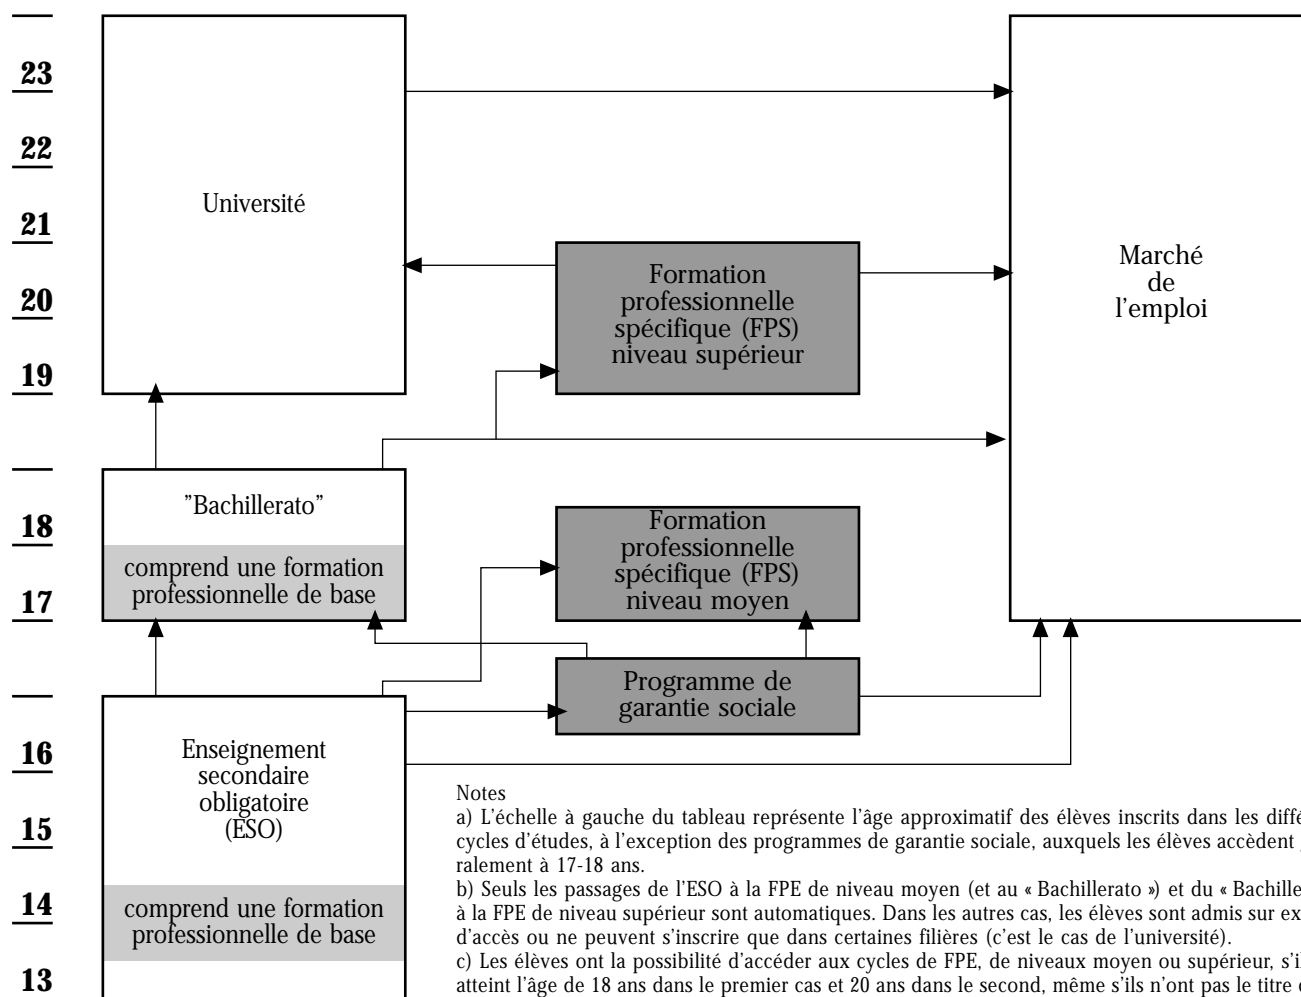 23
22
21
20
19
18
17
16
15
14
13
Université
Formation
professionnelle
spécifique (FPS)
niveau supérieur
Marché
de
l'emploi
"Bachillerato"
comprend une formation
professionnelle de base
Formation
professionnelle
spécifique (FPS)
niveau moyen
Programme de
garantie sociale
Enseignement
secondaire
obligatoire
(ESO)
comprend une formation
professionnelle de base
Notes
a) L'échelle à gauche du tableau représente l'âge approximatif des élèves inscrits dans les
cycles d'études, à l'exception des programmes de garantie sociale, auxquels les élèves accèdent
ralement à 17-18 ans.
b) Seuls les passages de l'ESO à la FPE de niveau moyen (et au « Bachillerato ») et du «
à la FPE de niveau supérieur sont automatiques. Dans les autres cas, les élèves sont admis sur
d'accès ou ne peuvent s'inscrire que dans certaines filières (c'est le cas de l'université).
c) Les élèves ont la possibilité d'accéder aux cycles de FPE, de niveaux moyen ou supérieur,
atteint l'âge de 18 ans dans le premier cas et 20 ans dans le second, même s'ils n'ont pas le titre